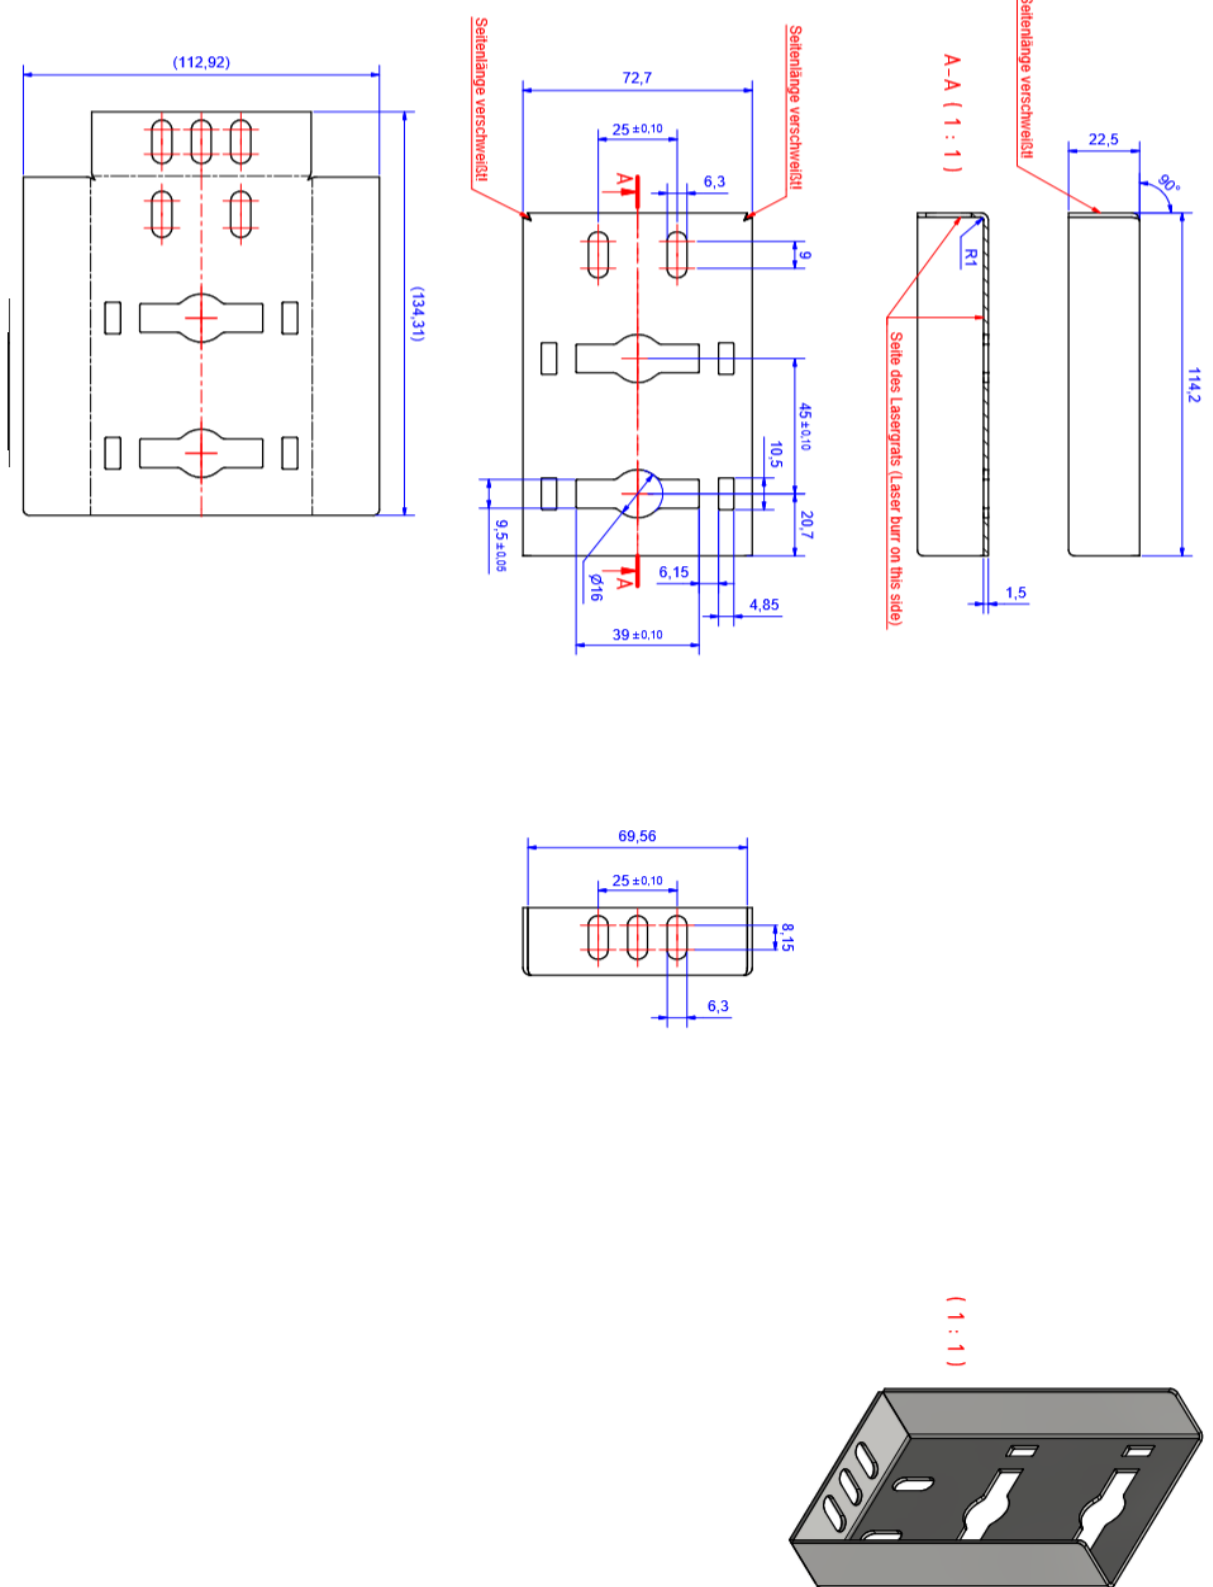 (112,92)
(134,31)
Seitenlänge verschweißt!
72,7
Seitenlänge verschweißt!
25 ±0,10
A
6,3
9
45 ±0,10
10,5
20,7
9,5 ±0,05
Ø16
A
6,15
4,85
39 ±0,10
A-A ( 1 : 1 )
R1
Seite des Lasergrats (Laser burr on this side)
1,5
Seitenlänge verschweißt!
22,5
90°
114,2
69,56
25 ±0,10
8,15
6,3
( 1 : 1 )